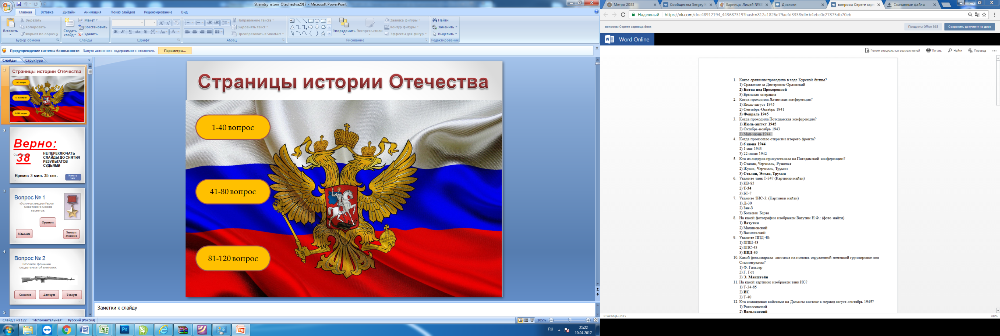 Stranitsy_istorii_Otechestva2017 - Microsoft PowerPoint
Главная Вставка Дизайн Анимация Показ слайдов Рецензирование Вид
Вставить
Вырезать
Копировать
Формат по образцу
Буфер обмена
Создать слайд
Макет
Восстановить
Удалить
Слайды
Шрифт
Направление текста
Выровнять текст
Преобразовать в SmartArt
Абзац
Упорядочить
Экспресс-стили
Заливка фигуры
Контур фигуры
Эффекты для фигур
Рисование
Найти
Заменить
Выделить
Редактирование
Предупреждение системы безопасности Запуск активного содержимого отключен. Параметры...
Слайды Структура
1
Страницы истории Отечества
1-40 вопрос
41-80 вопрос
81-120 вопрос
2
Верно:
38
НЕ ПЕРЕКЛЮЧАТЬ
СЛАЙДЫ ДО СНЯТИЯ
РЕЗУЛЬТАТОВ
СУДЬЯМИ
Время: 3 мин. 35 сек.
Начать тест
3
Вопрос № 1
«Золотая звезда» Героя
Советского Союза
является:
Орденом
Медалью
Знаком отличия
4
Вопрос № 2
Назовите фамилию
создателя этой винтовки:
Симонов Дегтярев Токарев
5
Страницы истории Отечества
1-40 вопрос
41-80 вопрос
81-120 вопрос
Заметки к слайду
Слайд 1 из 122 "Исполнительная" Русский (Россия)
105%
RU
21:22
10.04.2017
Метро 2033
Сообщества Sergey
Зарница. Лицей №38
Диалоги
вопросы Сереге зарн
Скачанные файлы
Надежный https://vk.com/doc48912194_443687319?hash=812a1826e79aefd333&dl=b4ebc0c27875db70eb
вопросы Сереге зарница.docx
Продукты Office 365
Сохранить документ на диск
Word Online
Режим специальных возможностей Печать Найти Перевод
1. Какое сражение проходило в ходе Курской битвы?
1) Сражение за Дмитровск-Орловский
2) Битва под Прохоровкой
3) Брянская операция
2. Когда проходила Ялтинская конференция?
1) Июль-август 1945
2) Сентябрь-Октябрь 1941
3) Февраль 1945
3. Когда проходила Потсдамская конференция?
1) Июль-август 1945
2) Октябрь-ноябрь 1943
3) Май-июнь 1944
4. Когда произошло открытие второго фронта?
1) 6 июня 1944
2) 1 мая 1943
3) 22 июня 1942
5. Кто из лидеров присутствовал на Потсдамской конференции?
1) Сталин, Черчилль, Рузвельт
2) Жуков, Черчилль, Трумэн
3) Сталин, Эттли, Трумэн
6. Укажите танк Т-34? (Картинки найти)
1) КВ-85
2) Т-34
3) БТ-7
7. Укажите ЗИС-3: (Картинки найти)
1) Д-30
2) Зис-3
3) Большая Берта
8. На какой фотографии изображен Ватутин Н.Ф.: (фото найти)
1) Ватутин
2) Малиновский
3) Василевский
9. Укажите ППД-40:
1) ППШ-43
2) ППС-43
3) ППД-40
10. Какой фельдмаршал двигался на помощь окруженной немецкой группировке под
Сталинградом?
1) Ф. Гальдер
2) Г. Гот
3) Э. Манштейн
11. На какой картинке изображен танк ИС?
1) Т-34-85
2) ИС
3) Т-40
12. Кто командовал войсками на Дальнем востоке в период август-сентябрь 1945?
1) Рокоссовский
2) Василевский
СТРАНИЦА 1 ИЗ 5
100%